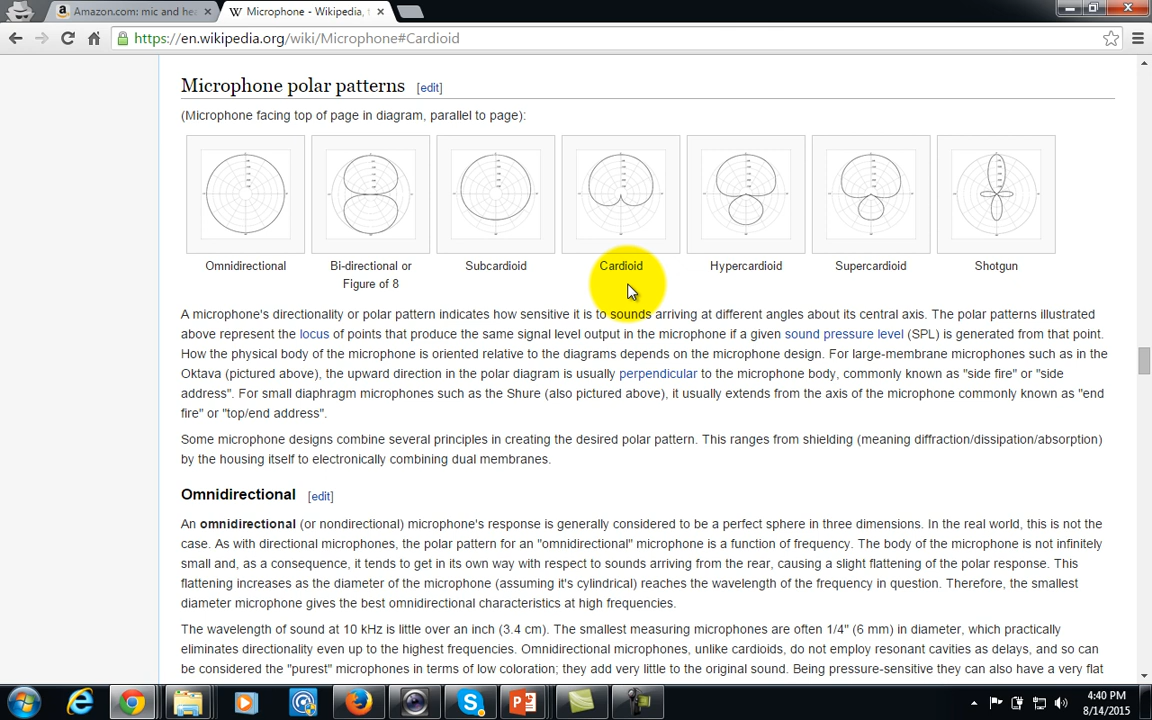 Amazon.com: mic and he
Microphone - Wikipedia, t
https://en.wikipedia.org/wiki/Microphone#Cardioid
Microphone polar patterns [edit]
(Microphone facing top of page in diagram, parallel to page):
Omnidirectional
Bi-directional or
Figure of 8
Subcardioid
Cardioid
Hypercardioid
Supercardioid
Shotgun
A microphone's directionality or polar pattern indicates how sensitive it is to sounds arriving at different angles about its central axis. The polar patterns illustrated
above represent the locus of points that produce the same signal level output in the microphone if a given sound pressure level (SPL) is generated from that point.
How the physical body of the microphone is oriented relative to the diagrams depends on the microphone design. For large-membrane microphones such as in the
Oktava (pictured above), the upward direction in the polar diagram is usually perpendicular to the microphone body, commonly known as "side fire" or "side
address". For small diaphragm microphones such as the Shure (also pictured above), it usually extends from the axis of the microphone commonly known as "end
fire" or "top/end address".
Some microphone designs combine several principles in creating the desired polar pattern. This ranges from shielding (meaning diffraction/dissipation/absorption)
by the housing itself to electronically combining dual membranes.
Omnidirectional [edit]
An omnidirectional (or nondirectional) microphone's response is generally considered to be a perfect sphere in three dimensions. In the real world, this is not the
case. As with directional microphones, the polar pattern for an "omnidirectional" microphone is a function of frequency. The body of the microphone is not infinitely
small and, as a consequence, it tends to get in its own way with respect to sounds arriving from the rear, causing a slight flattening of the polar response. This
flattening increases as the diameter of the microphone (assuming it's cylindrical) reaches the wavelength of the frequency in question. Therefore, the smallest
diameter microphone gives the best omnidirectional characteristics at high frequencies.
The wavelength of sound at 10 kHz is little over an inch (3.4 cm). The smallest measuring microphones are often 1/4" (6 mm) in diameter, which practically
eliminates directionality even up to the highest frequencies. Omnidirectional microphones, unlike cardioids, do not employ resonant cavities as delays, and so can
be considered the "purest" microphones in terms of low coloration; they add very little to the original sound. Being pressure-sensitive they can also have a very flat
4:40 PM
8/14/2015